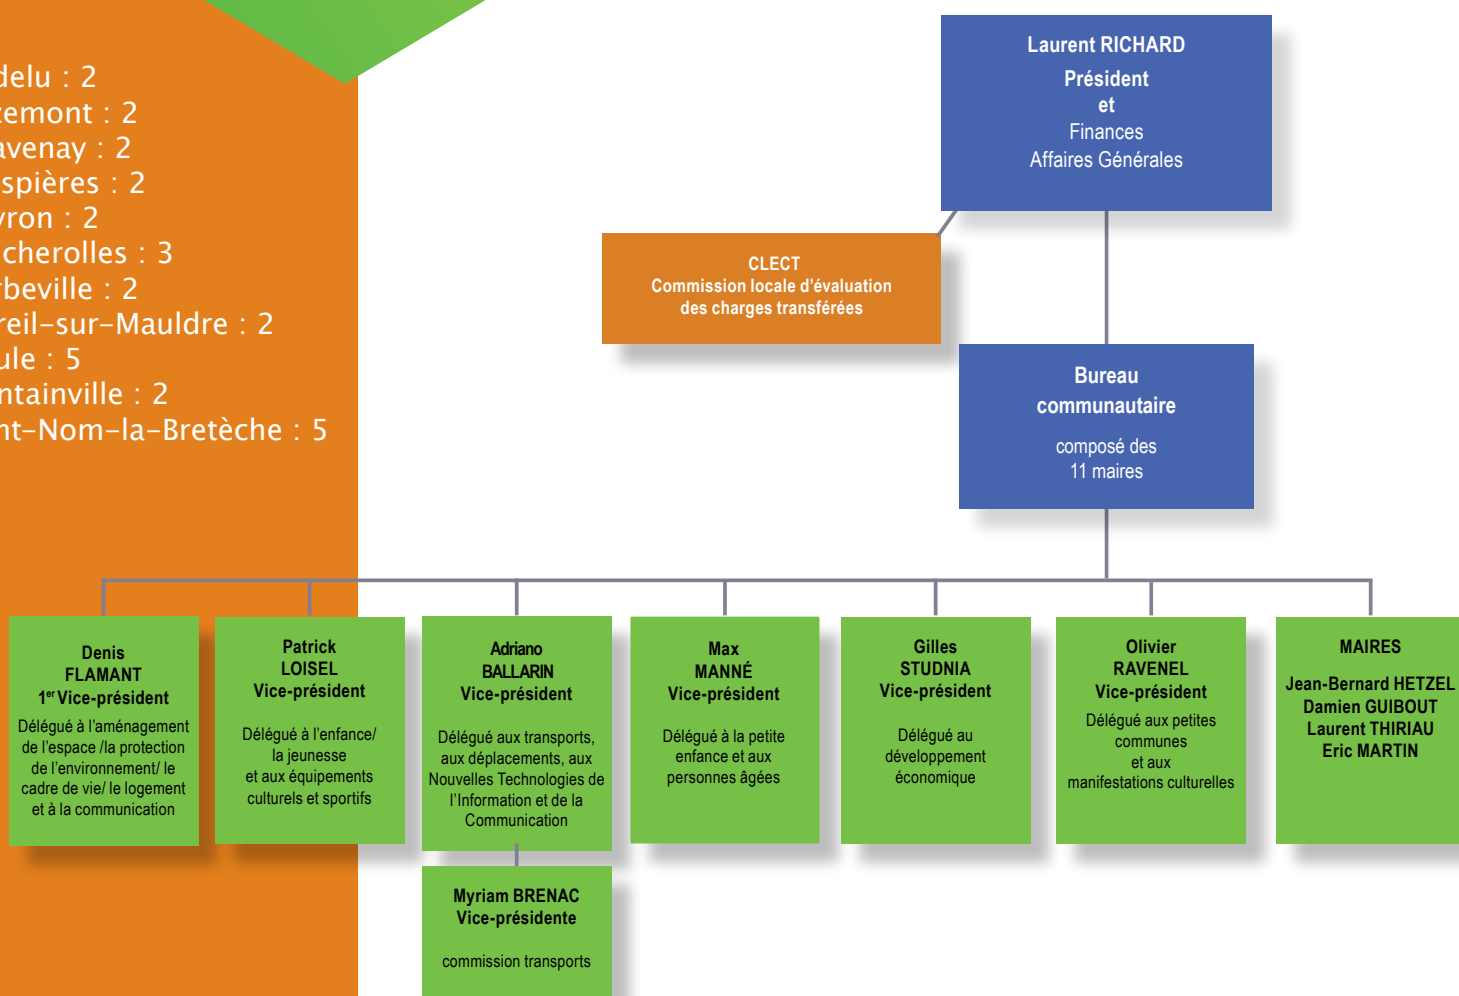 delu : 2
zemont : 2
avenay : 2
spières : 2
yron : 2
cherolles : 3
rbeville : 2
reil-sur-Mauldre : 2
ule : 5
ntainville : 2
nt-Nom-la-Bretèche : 5
Laurent RICHARD
Président
et
Finances
Affaires Générales
CLECT
Commission locale d'évaluation
des charges transférées
Bureau
communautaire
composé des
11 maires
Denis
FLAMANT
1er Vice-président
Délégué à l'aménagement
de l'espace /la protection
de l'environnement/ le
cadre de vie/ le logement
et à la communication
Patrick
LOISEL
Vice-président
Délégué à l'enfance/
la jeunesse
et aux équipements
culturels et sportifs
Adriano
BALLARIN
Vice-président
Délégué aux transports,
aux déplacements, aux
Nouvelles Technologies de
l'Information et de la
Communication
Myriam BRENAC
Vice-présidente
commission transports
Max
MANNÉ
Vice-président
Délégué à la petite
enfance et aux
personnes âgées
Gilles
STUDNIA
Vice-président
Délégué au
développement
économique
Olivier
RAVENEL
Vice-président
Délégué aux petites
communes
et aux
manifestations culturelles
MAIRES
Jean-Bernard HETZEL
Damien GUIBOUT
Laurent THIRIAU
Eric MARTIN